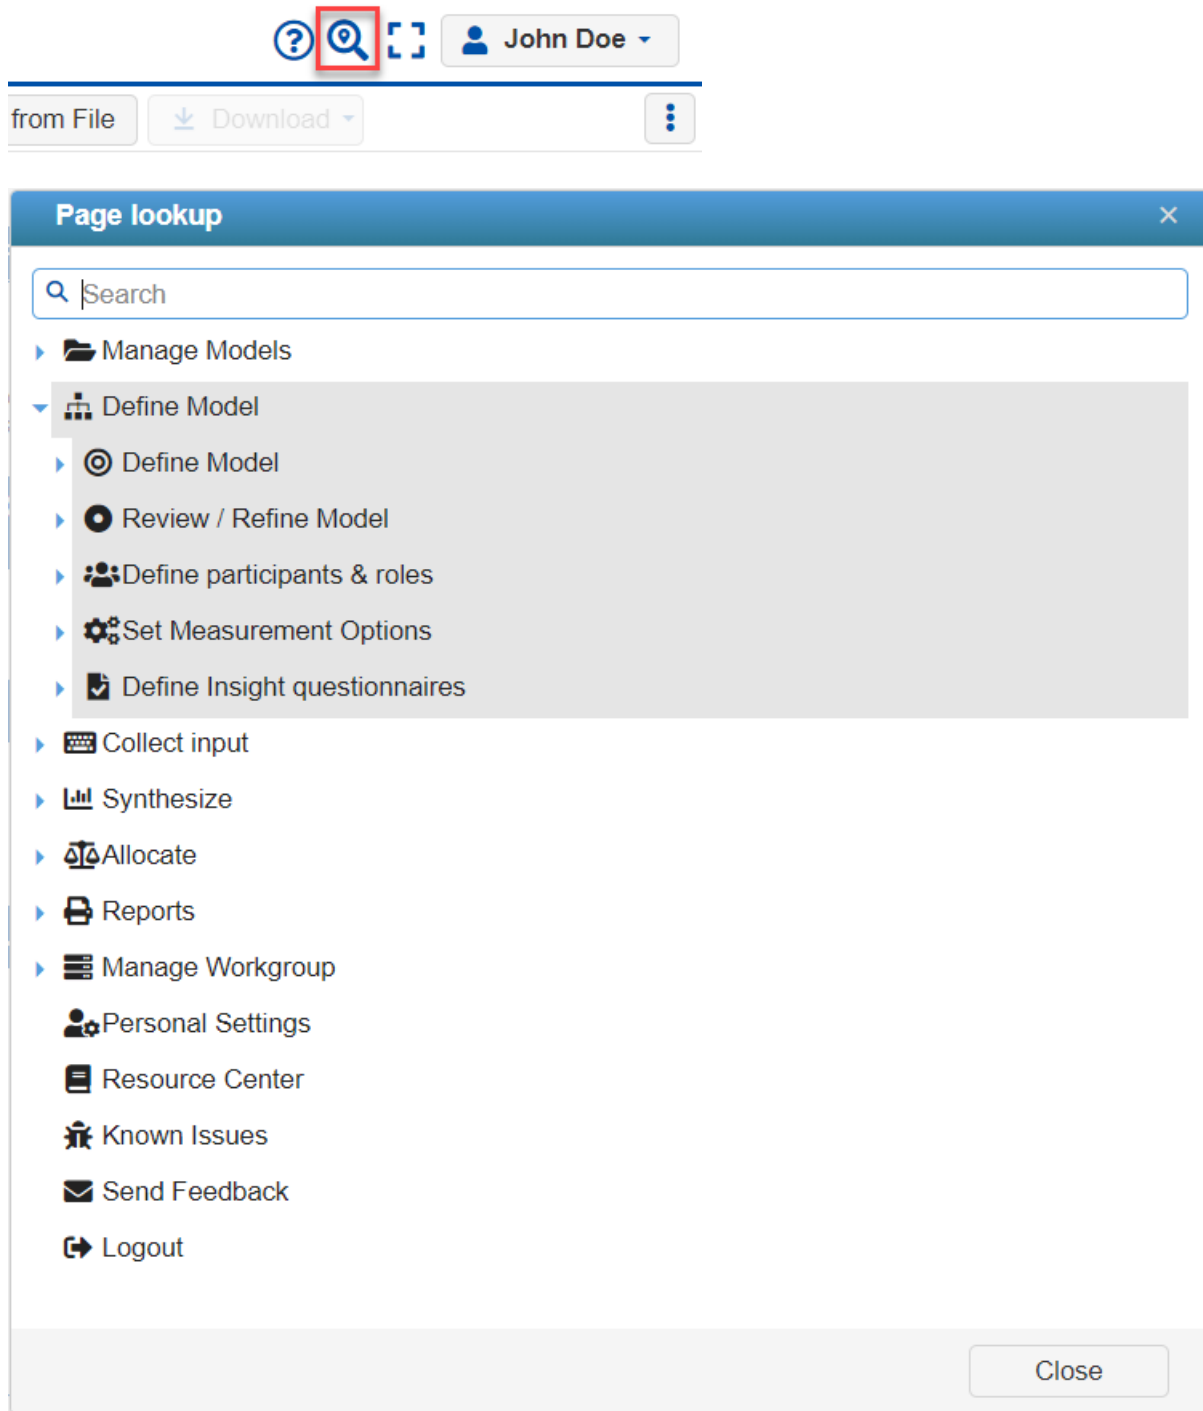 John Doe
from File Download
Page lookup
Search
Manage Models
Define Model
Define Model
Review / Refine Model
Define participants & roles
Set Measurement Options
Define Insight questionnaires
Collect input
Synthesize
Allocate
Reports
Manage Workgroup
Personal Settings
Resource Center
Known Issues
Send Feedback
Logout
Close